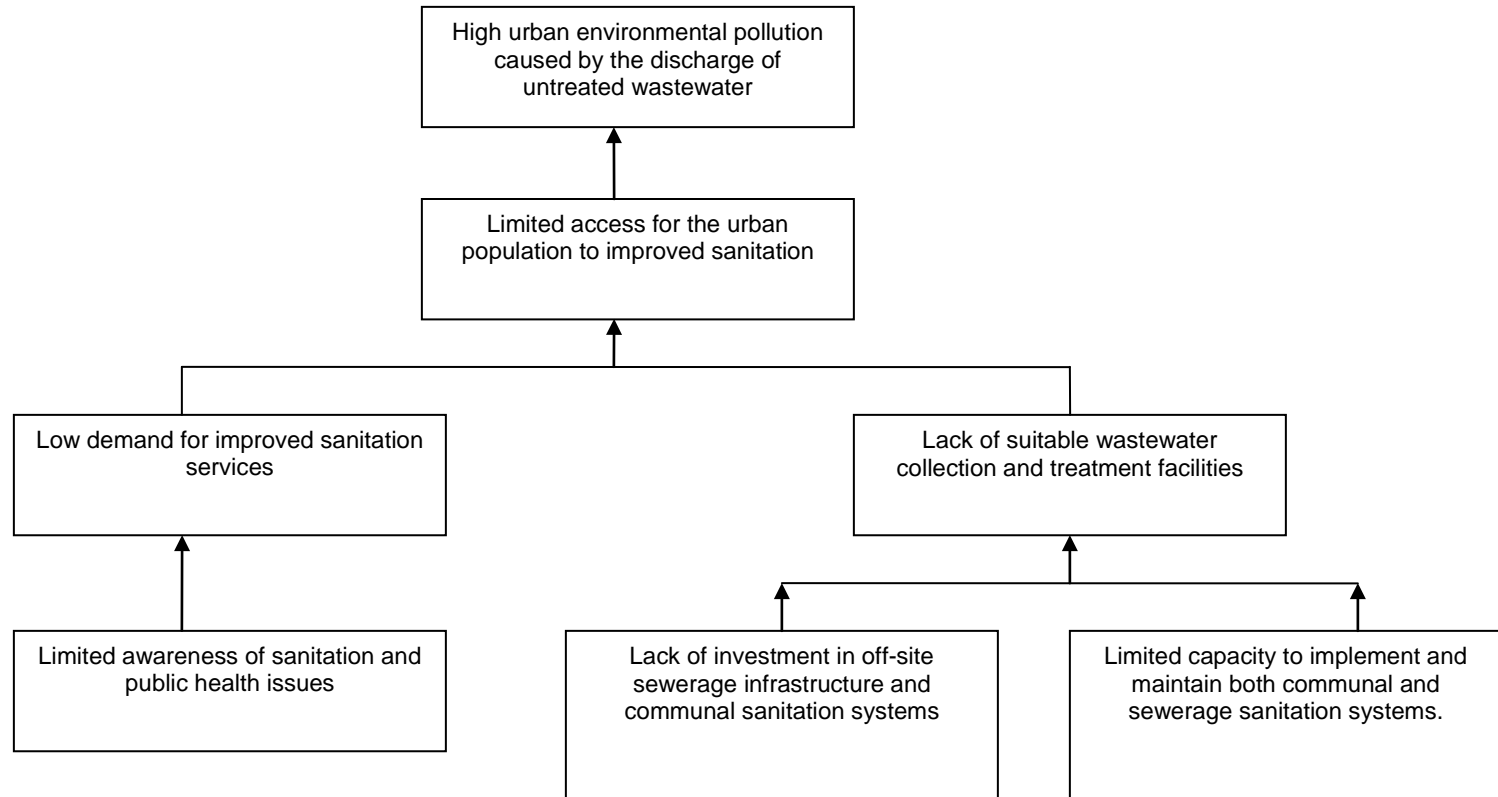 High urban environmental pollution
caused by the discharge of
untreated wastewater
Limited access for the urban
population to improved sanitation
Low demand for improved sanitation
services
Lack of suitable wastewater
collection and treatment facilities
Limited awareness of sanitation and
public health issues
Lack of investment in off-site
sewerage infrastructure and
communal sanitation systems
Limited capacity to implement and
maintain both communal and
sewerage sanitation systems.